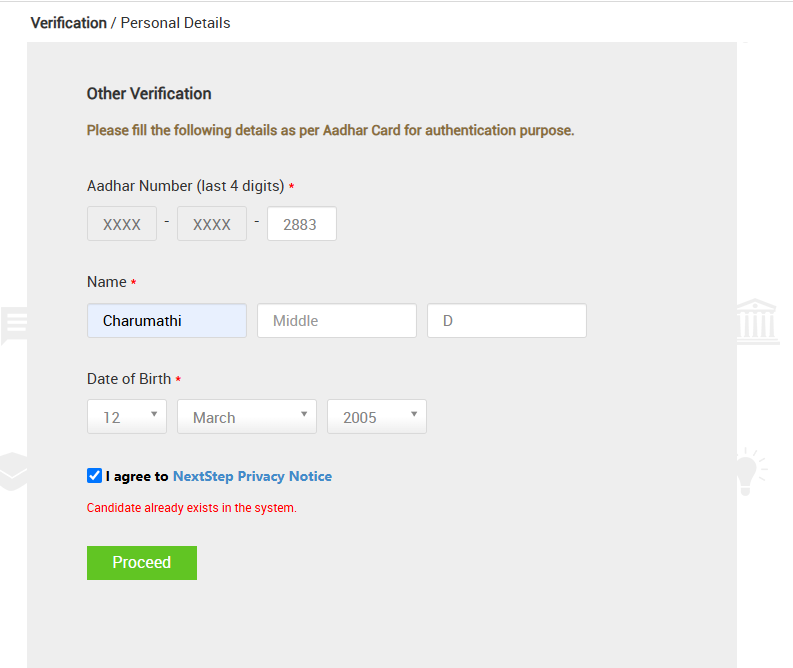 Verification / Personal Details
Other Verification
Please fill the following details as per Aadhar Card for authentication purpose.
Aadhar Number (last 4 digits) *
XXXX - XXXX - 2883
Name *
Charumathi Middle D
Date of Birth *
12 March 2005
I agree to NextStep Privacy Notice
Candidate already exists in the system.
Proceed